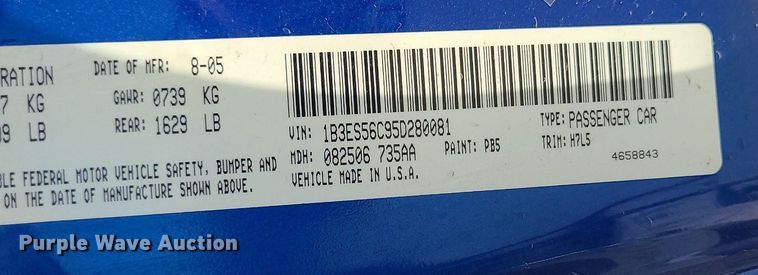 RATION DATE OF MFR: 8-05
7 KG GAWR: 0739 KG
9 LB REAR: 1629 LB
BLE FEDERAL MOTOR VEHICLE SAFETY, BUMPER AND
ON THE DATE OF MANUFACTURE SHOWN ABOVE.
VIN: 1B3ES56C95D280081 TYPE: PASSENGER CAR
MDH: 082506 735AA PAINT: PB5 TRIM: H7L5
VEHICLE MADE IN U.S.A. 4658843
Purple Wave Auction